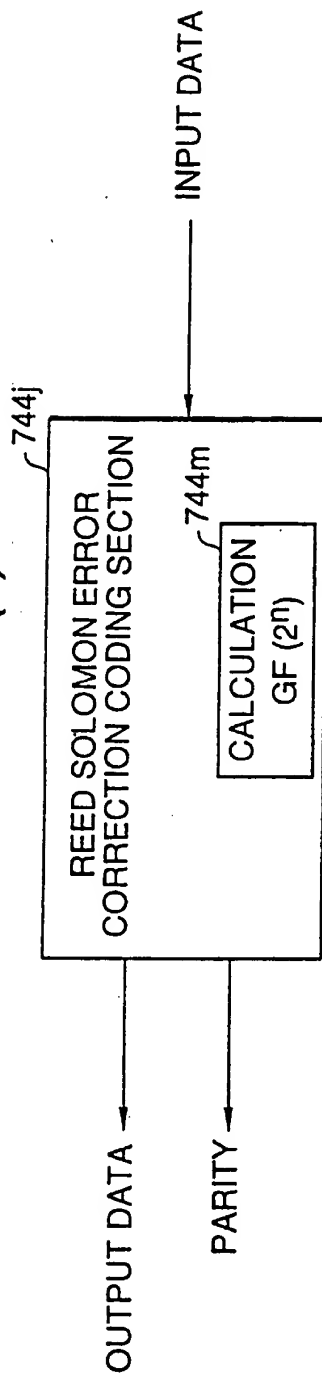 744j
REED SOLOMON ERROR
CORRECTION CODING SECTION
744m
CALCULATION
GF (2ⁿ)
INPUT DATA
OUTPUT DATA
PARITY